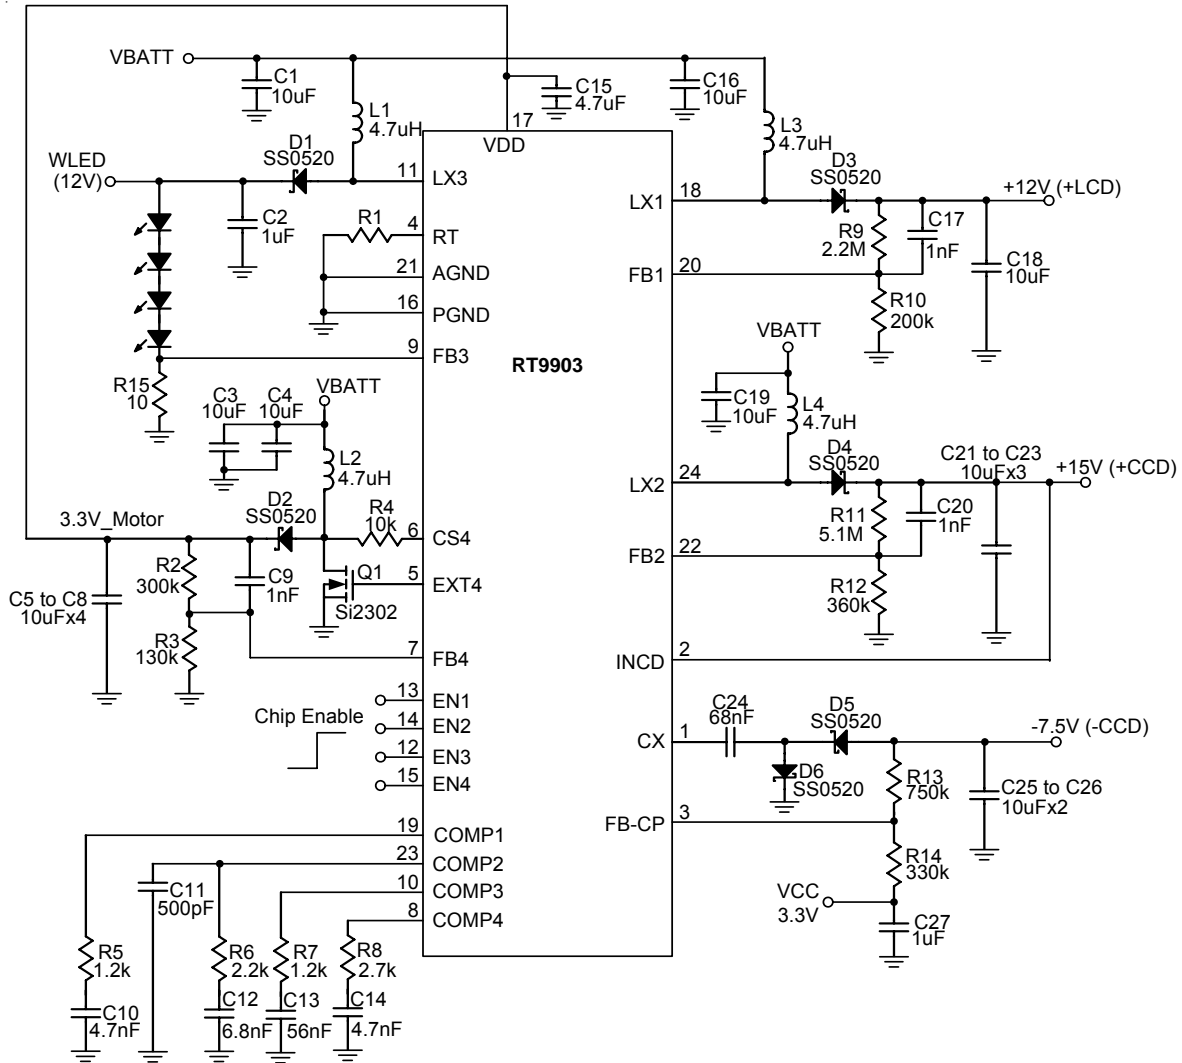 VBATT
C1
10uF
L1
4.7uH
C15
4.7uF
17
VDD
C16
10uF
L3
4.7uH
WLED
(12V)
D1
SS0520
C2
1uF
11
LX3
R1
4
RT
21
AGND
16
PGND
9
FB3
R15
10
RT9903
LX1
18
D3
SS0520
+12V (+LCD)
R9
2.2M
C17
1nF
C18
10uF
FB1
20
R10
200k
C3
10uF
C4
10uF
VBATT
L2
4.7uH
3.3V_Motor
D2
SS0520
R4
10k
6
CS4
5
EXT4
Q1
Si2302
R2
300k
C9
1nF
C5 to C8
10uFx4
R3
130k
7
FB4
VBATT
C19
10uF
L4
4.7uH
LX2
24
D4
SS0520
C21 to C23
10uFx3
+15V (+CCD)
R11
5.1M
C20
1nF
FB2
22
R12
360k
INCD
2
Chip Enable
13
EN1
14
EN2
12
EN3
15
EN4
CX
1
C24
68nF
D5
SS0520
-7.5V (-CCD)
D6
SS0520
R13
750k
C25 to C26
10uFx2
FB-CP
3
R14
330k
VCC
3.3V
C27
1uF
19
COMP1
23
COMP2
10
COMP3
8
COMP4
C11
500pF
R5
1.2k
R6
2.2k
R7
1.2k
R8
2.7k
C10
4.7nF
C12
6.8nF
C13
56nF
C14
4.7nF